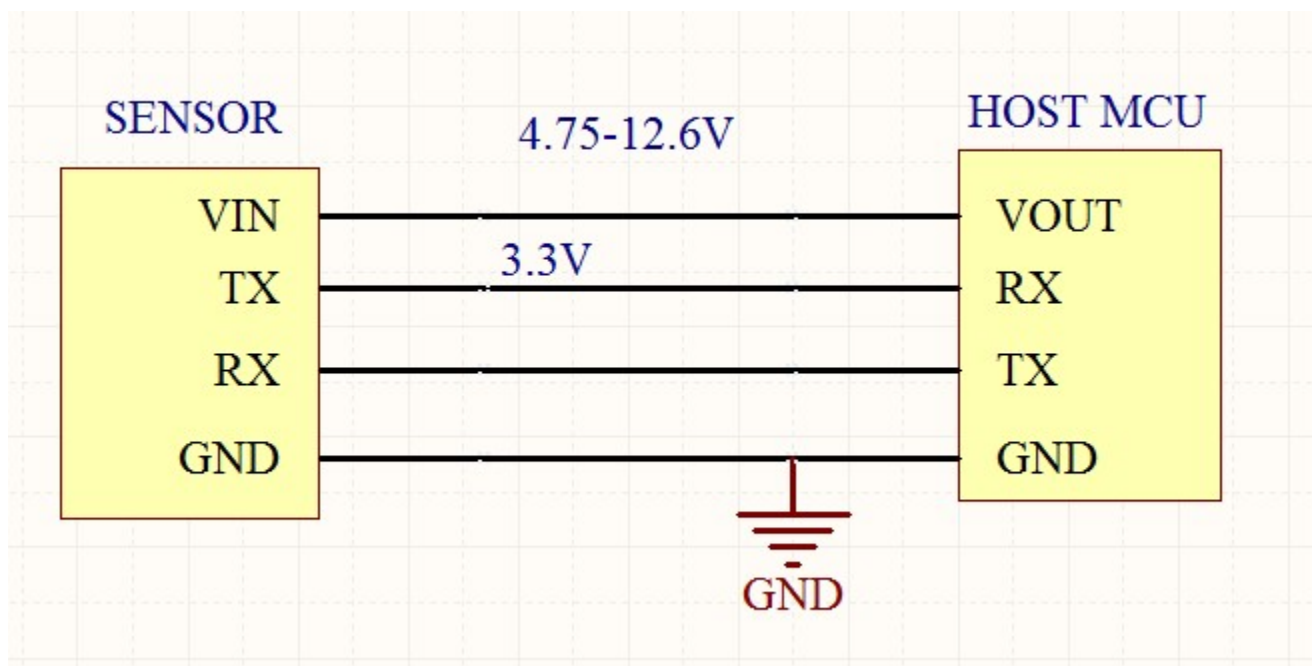 SENSOR
4.75-12.6V
HOST MCU
VIN
VOUT
3.3V
TX
RX
RX
TX
GND
GND
GND